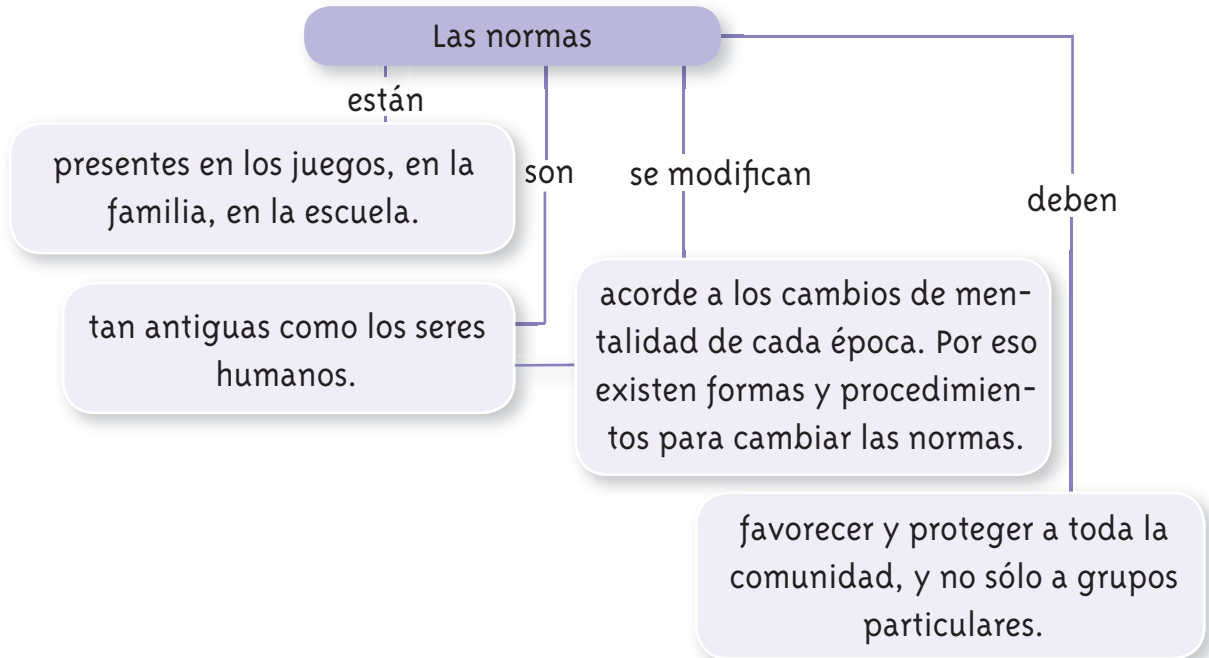 Las normas
están
presentes en los juegos, en la
familia, en la escuela.
son
tan antiguas como los seres
humanos.
se modifican
acorde a los cambios de men-
talidad de cada época. Por eso
existen formas y procedimien-
tos para cambiar las normas.
deben
favorecer y proteger a toda la
comunidad, y no sólo a grupos
particulares.